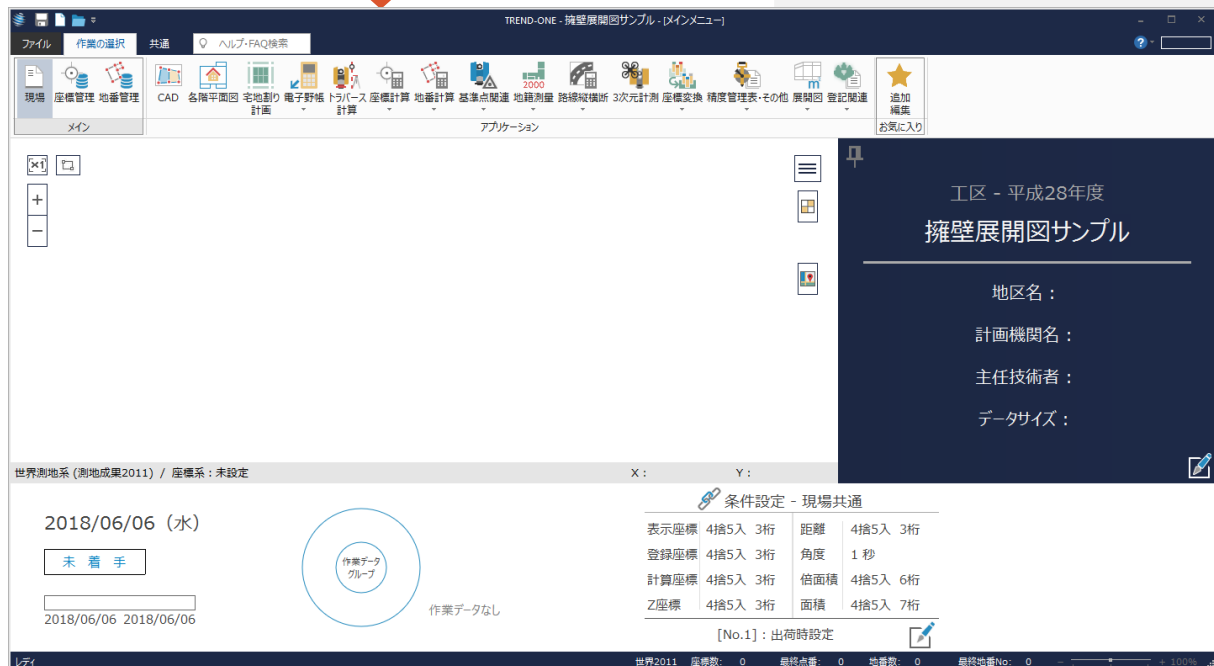 TREND-ONE - 擁壁展開図サンプル - [メインメニュー]
ファイル 作業の選択 共通 ヘルプ・FAQ検索
現場 座標管理 地番管理 CAD 各階平面図 宅地割り計画 電子野帳 トラバース計算 座標計算 地番計算 基準点関連 地籍測量 路線縦横断 3次元計測 座標変換 精度管理表・その他 展開図 登記関連 追加編集
2000
m
メイン アプリケーション お気に入り
×1
工区 - 平成28年度
擁壁展開図サンプル
地区名：
計画機関名：
主任技術者：
データサイズ：
世界測地系 (測地成果2011) / 座標系：未設定 X： Y：
2018/06/06（水）
未 着 手
2018/06/06 2018/06/06
作業データ
グループ
作業データなし
条件設定 - 現場共通
表示座標 4捨5入 3桁 距離 4捨5入 3桁
登録座標 4捨5入 3桁 角度 1 秒
計算座標 4捨5入 3桁 倍面積 4捨5入 6桁
Z座標 4捨5入 3桁 面積 4捨5入 7桁
[No.1]：出荷時設定
レディ 世界2011 座標数： 0 最終点番： 0 地番数： 0 最終地番No： 0 - + 100%